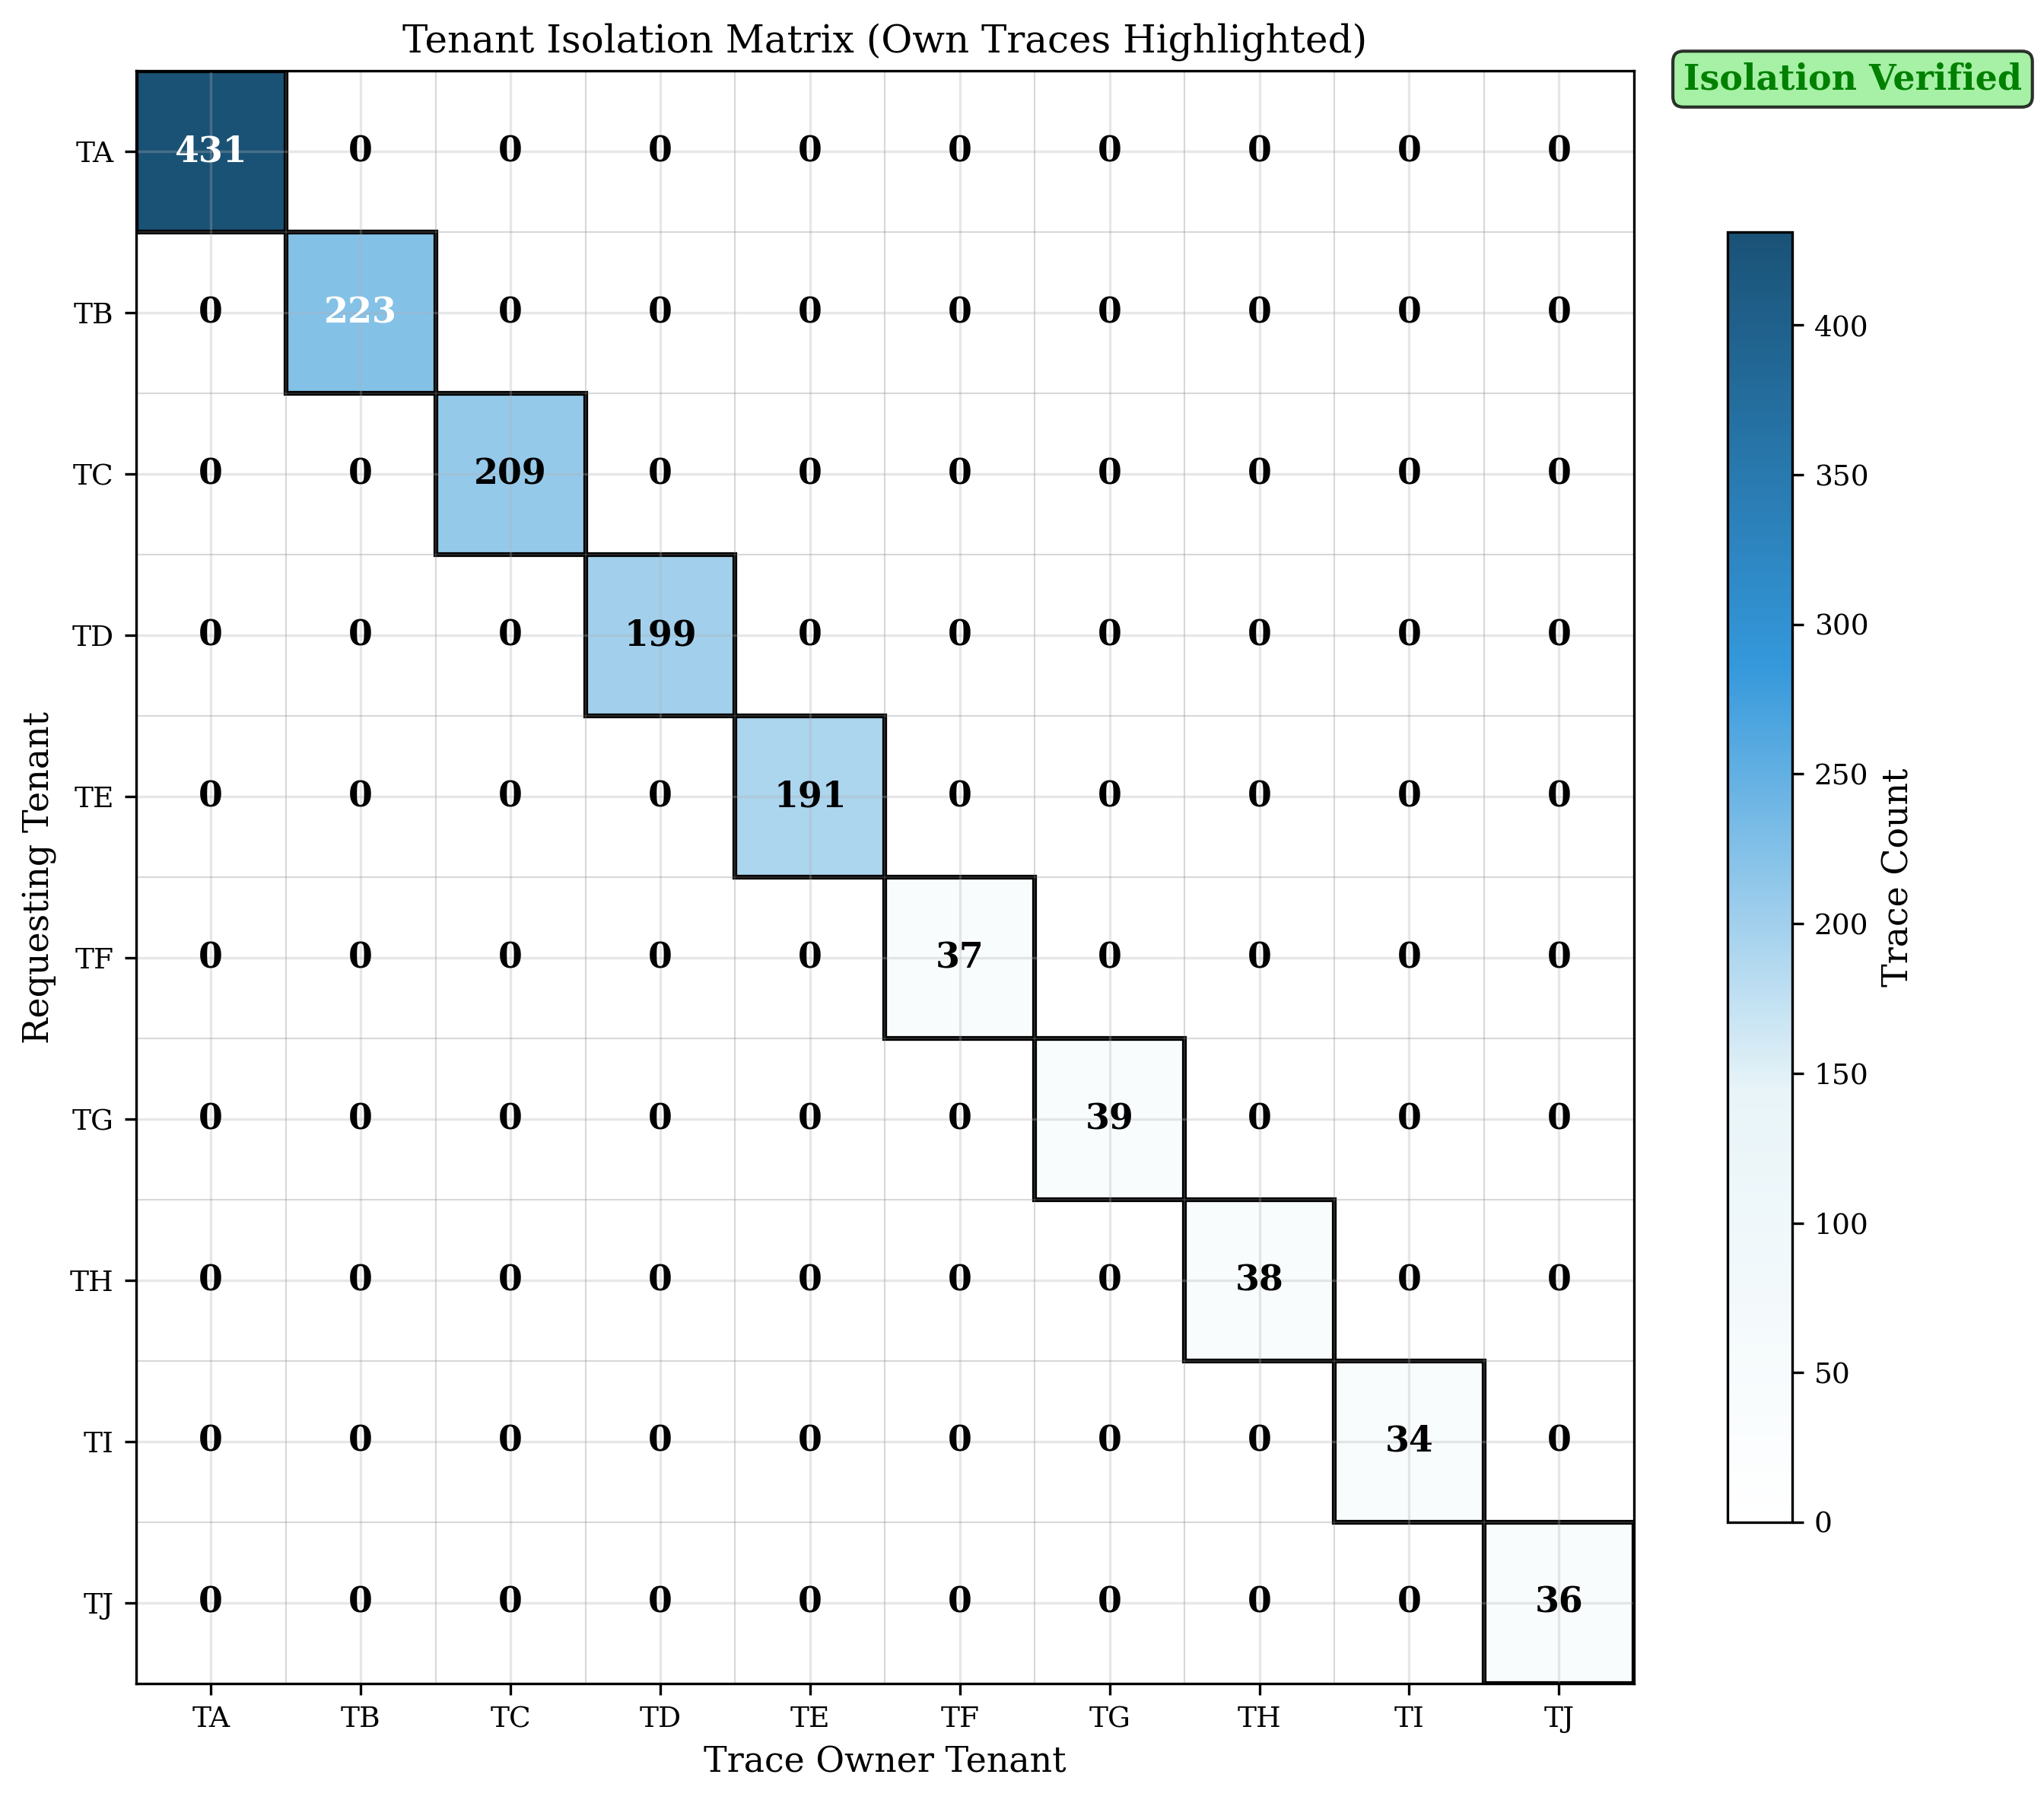 Tenant Isolation Matrix (Own Traces Highlighted)
Isolation Verified
TA 431 0 0 0 0 0 0 0 0 0
TB 0 223 0 0 0 0 0 0 0 0
TC 0 0 209 0 0 0 0 0 0 0
TD 0 0 0 199 0 0 0 0 0 0
TE 0 0 0 0 191 0 0 0 0 0
TF 0 0 0 0 0 37 0 0 0 0
TG 0 0 0 0 0 0 39 0 0 0
TH 0 0 0 0 0 0 0 38 0 0
TI 0 0 0 0 0 0 0 0 34 0
TJ 0 0 0 0 0 0 0 0 0 36
TA TB TC TD TE TF TG TH TI TJ
Trace Owner Tenant
Requesting Tenant
400
350
300
250
200
150
100
50
0
Trace Count